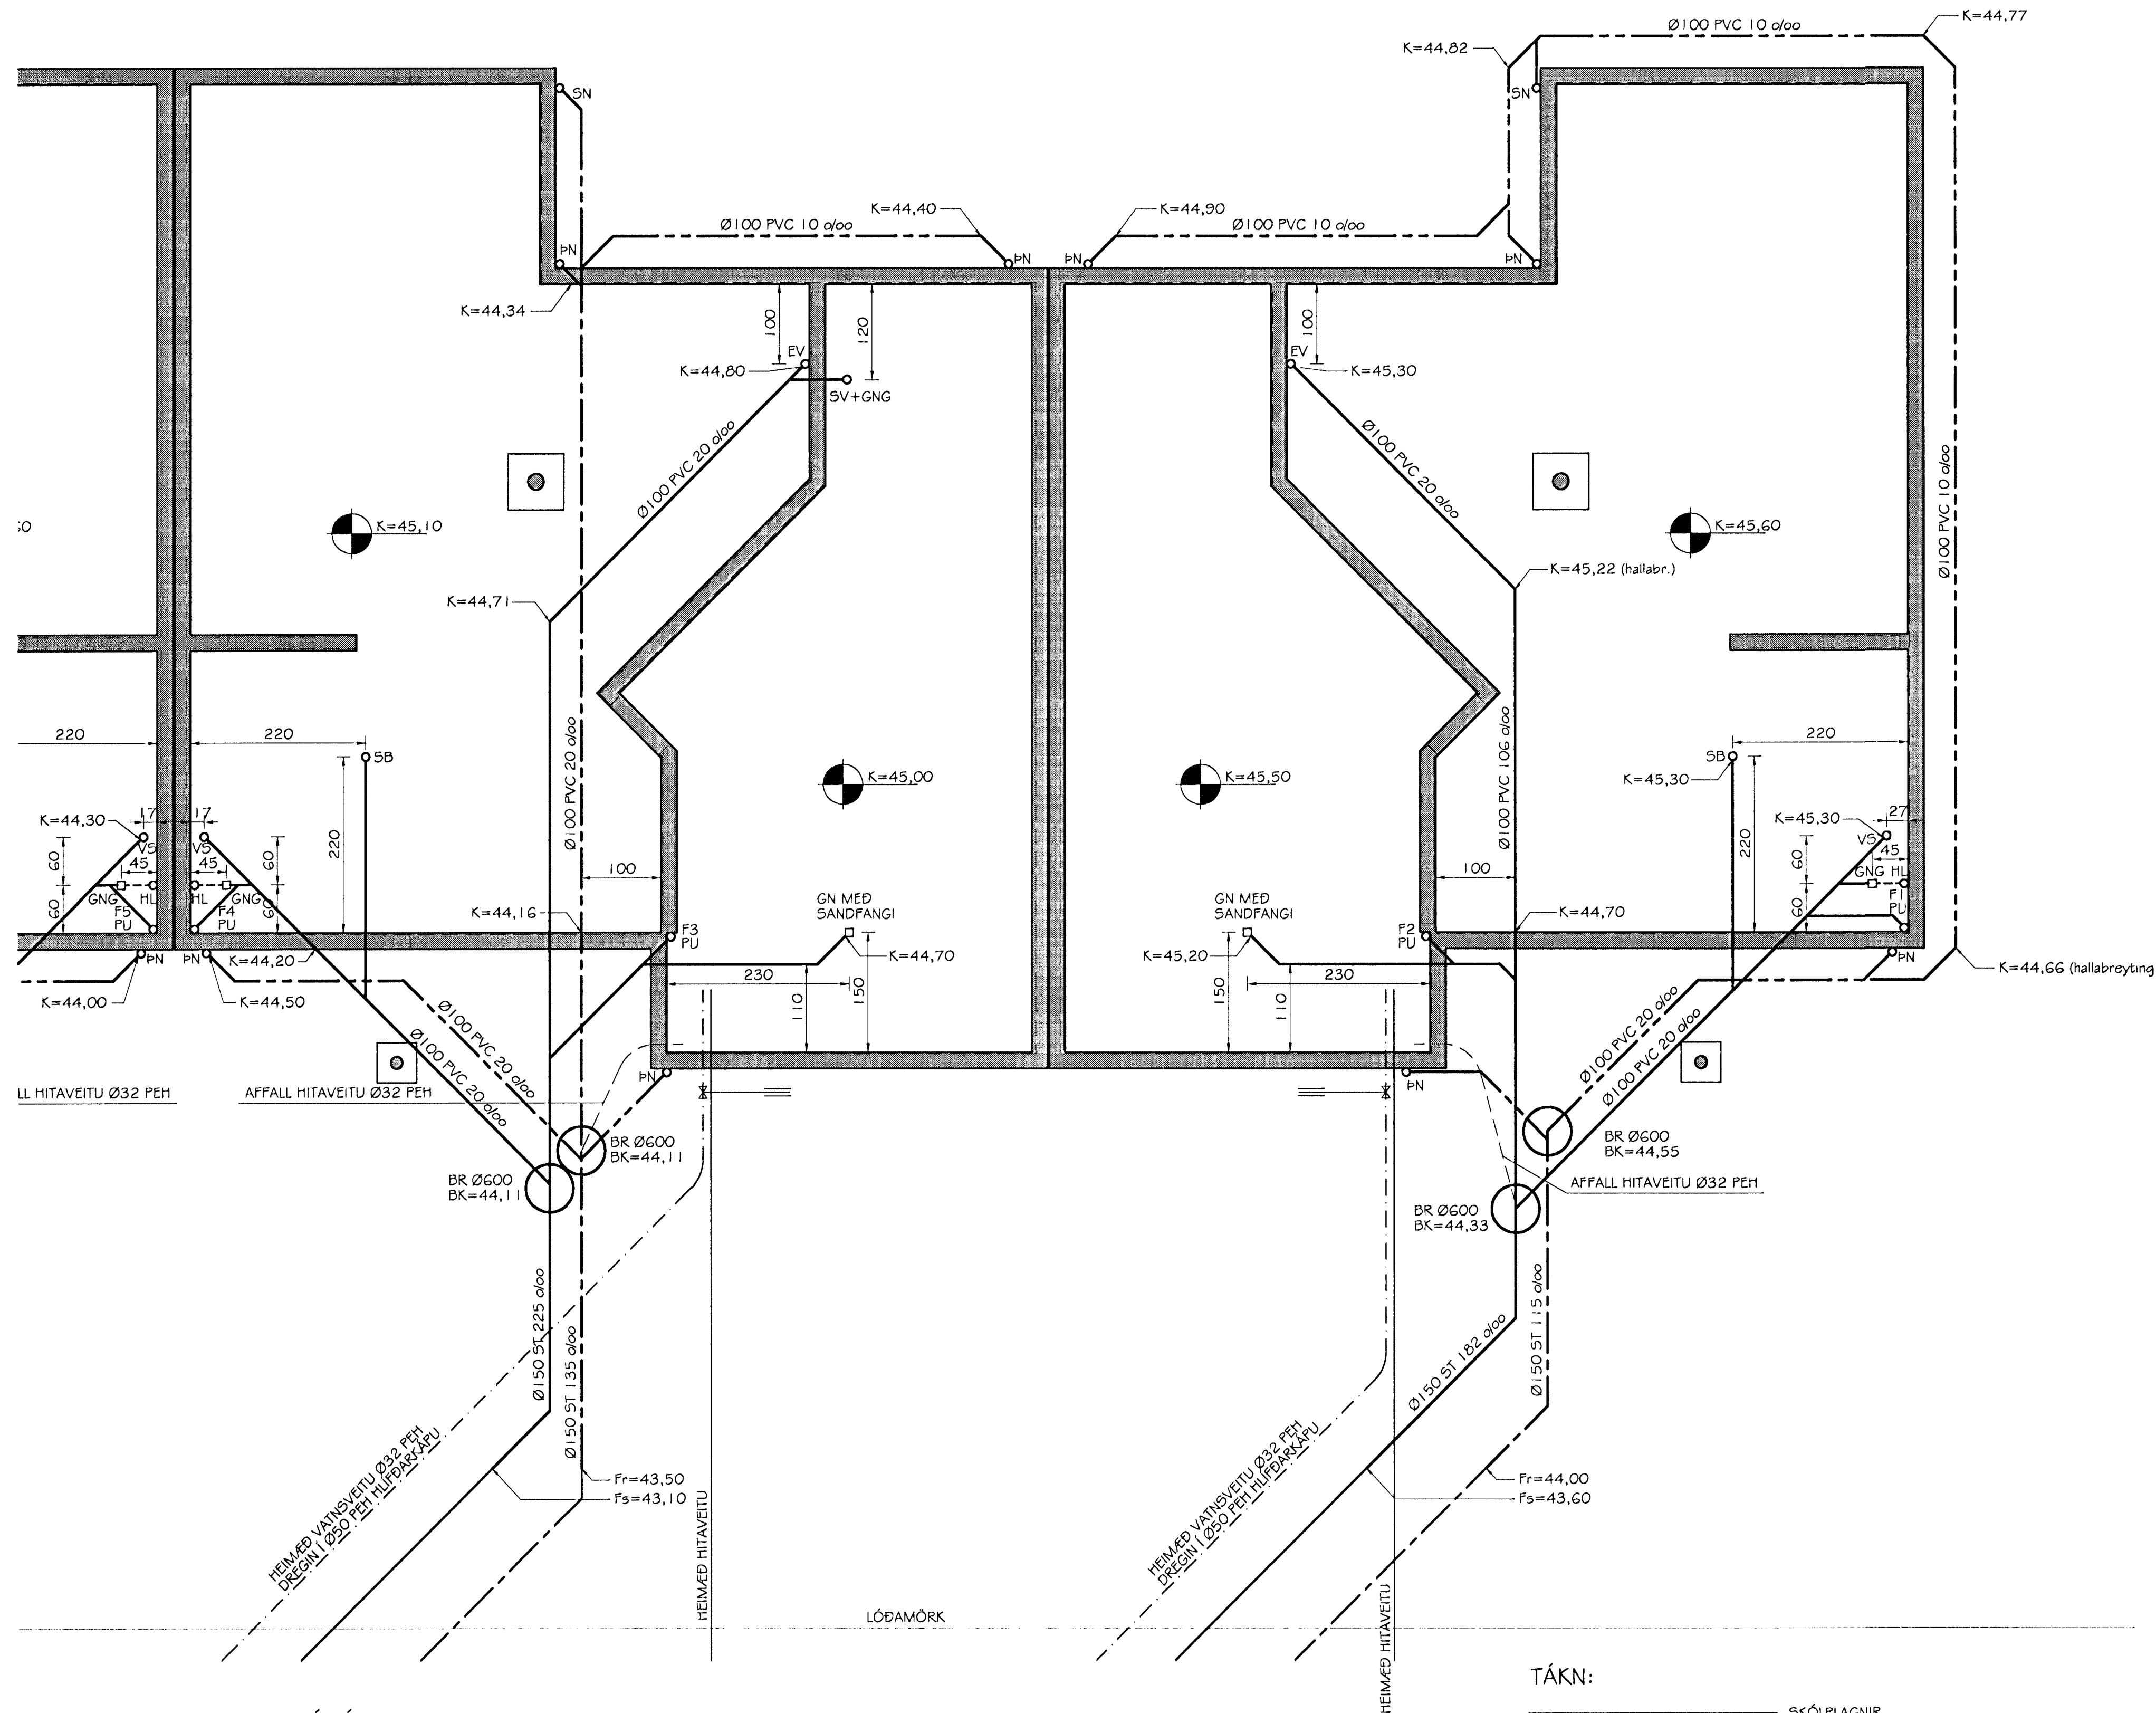 K=44,77
Ø100 PVC 10 o/oo
K=44,82
SN
SN
K=44,40
K=44,90
Ø100 PVC 10 o/oo
Ø100 PVC 10 o/oo
ÞN
ÞN
ÞN
ÞN
K=44,34
100
120
100
EV
EV
K=44,80
K=45,30
SV+GNG
Ø100 PVC 20 o/oo
Ø100 PVC 20 o/oo
Ø100 PVC 10 o/oo
K=45,10
K=45,60
K=45,22 (hallabr.)
K=44,71
Ø100 PVC 20 o/oo
Ø100 PVC 106 o/oo
220
220
220
SB
SB
K=45,00
K=45,50
K=45,30
K=44,30
17
17
K=45,30
27
VS
VS
VS
60
45
45
60
220
220
60
45
GNG
HL
HL
GNG
GNG
HL
60
F5
PU
F4
PU
60
60
F1
PU
100
100
GN MEÐ
SANDFANGI
GN MEÐ
SANDFANGI
K=44,16
K=44,70
F3
PU
F2
PU
ÞN
ÞN
K=44,20
K=44,70
K=45,20
ÞN
K=44,66 (hallabreyting
230
230
110
150
150
110
K=44,00
K=44,50
Ø100 PVC 20 o/oo
Ø100 PVC 20 o/oo
Ø100 PVC 20 o/oo
Ø100 PVC 20 o/oo
LL HITAVEITU Ø32 PEH
AFFALL HITAVEITU Ø32 PEH
ÞN
ÞN
BR Ø600
BK=44,11
BR Ø600
BK=44,55
BR Ø600
BK=44,11
AFFALL HITAVEITU Ø32 PEH
BR Ø600
BK=44,33
Ø150 ST 225 o/oo
Ø150 ST 135 o/oo
Ø150 ST 182 o/oo
Ø150 ST 115 o/oo
HEIMÆÐ VATNSVEITU Ø32 PEH
DREGIN Í Ø50 PEH HLÍFÐARKÁPU
HEIMÆÐ VATNSVEITU Ø32 PEH
DREGIN Í Ø50 PEH HLÍFÐARKÁPU
Fr=43,50
Fs=43,10
Fr=44,00
Fs=43,60
HEIMÆÐ HITAVEITU
HEIMÆÐ HITAVEITU
LÓÐAMÖRK
TÁKN:
SKÓLPLAGNIR